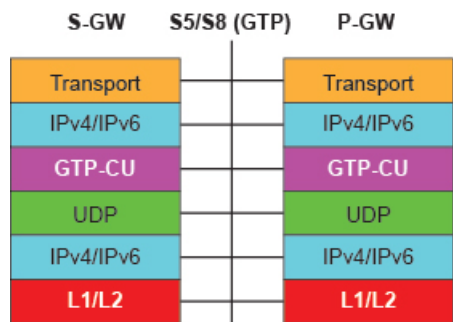 S-GW S5/S8 (GTP) P-GW
Transport Transport
IPv4/IPv6 IPv4/IPv6
GTP-CU GTP-CU
UDP UDP
IPv4/IPv6 IPv4/IPv6
L1/L2 L1/L2